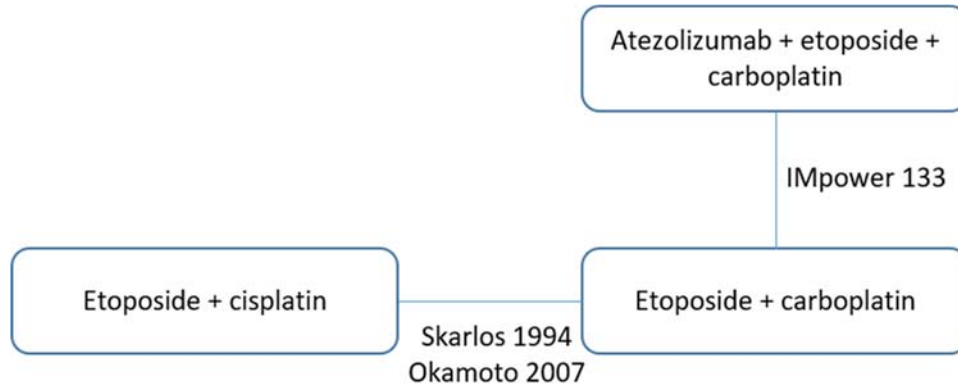 Atezolizumab + etoposide +
carboplatin
IMpower 133
Etoposide + cisplatin
Etoposide + carboplatin
Skarlos 1994
Okamoto 2007